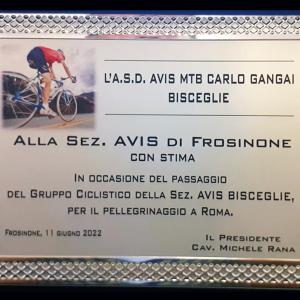 L'A.S.D. AVIS MTB CARLO GANGAI
BISCEGLIE
ALLA SEZ. AVIS DI FROSINONE
CON STIMA
IN OCCASIONE DEL PASSAGGIO
DEL GRUPPO CICLISTICO DELLA SEZ. AVIS BISCEGLIE,
PER IL PELLEGRINAGGIO A ROMA.
FROSINONE, 11 GIUGNO 2022
IL PRESIDENTE
CAV. MICHELE RANA